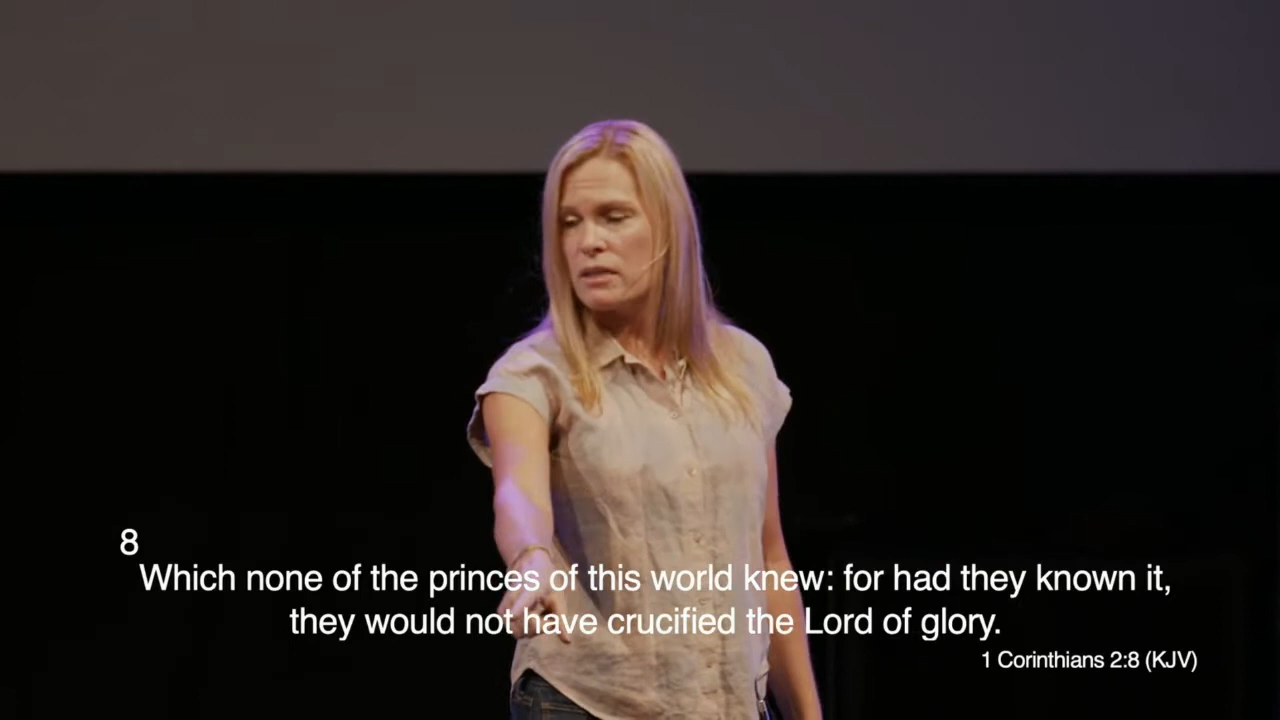 8
Which none of the princes of this world knew: for had they known it,
they would not have crucified the Lord of glory.
1 Corinthians 2:8 (KJV)